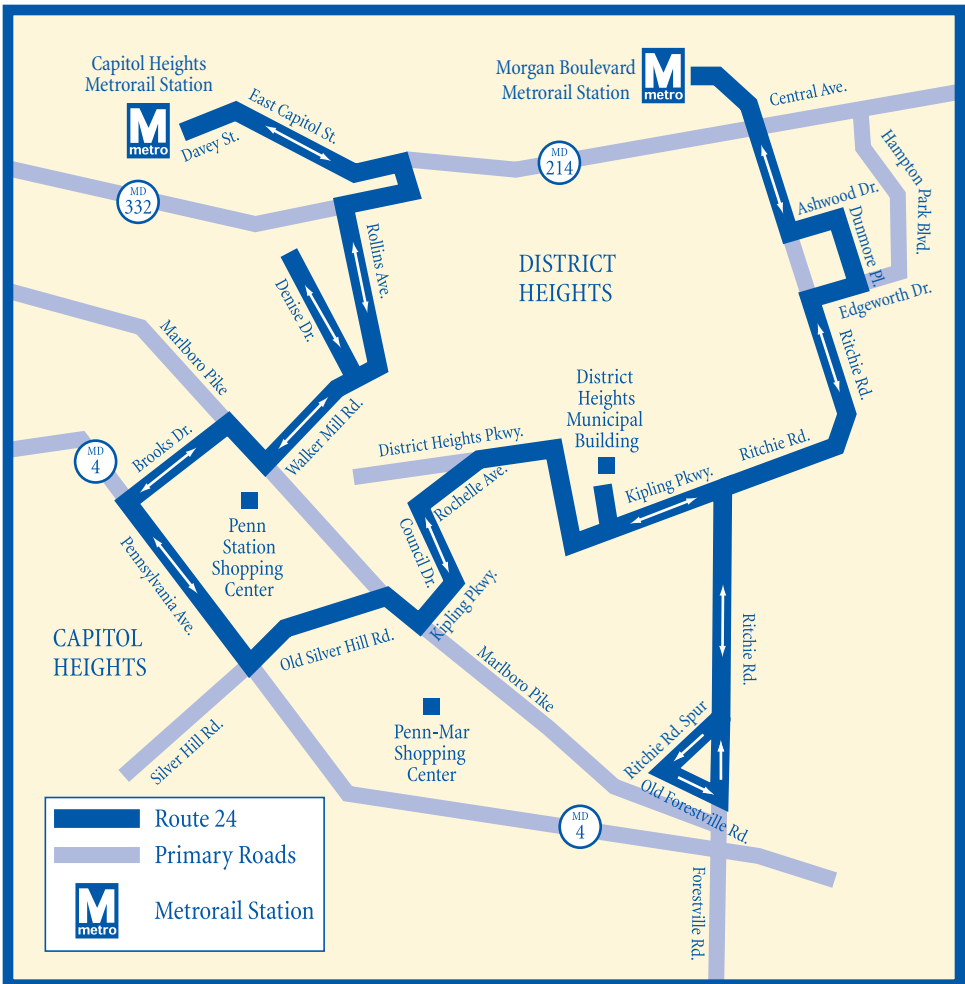 Capitol Heights
Metrorail Station
M
metro
Davey St.
East Capitol St.
Morgan Boulevard
Metrorail Station
M
metro
Central Ave.
MD
214
MD
332
Hampton Park Blvd.
Ashwood Dr.
Dunmore Pl.
Edgeworth Dr.
Rollins Ave.
Denise Dr.
DISTRICT
HEIGHTS
Marlboro Pike
Ritchie Rd.
District
Heights
Municipal
Building
Brooks Dr.
Walker Mill Rd.
District Heights Pkwy.
Ritchie Rd.
MD
4
Rochelle Ave.
Kipling Pkwy.
Penn
Station
Shopping
Center
Council Dr.
Pennsylvania Ave.
Kipling Pkwy.
CAPITOL
HEIGHTS
Old Silver Hill Rd.
Ritchie Rd.
Marlboro Pike
Silver Hill Rd.
Penn-Mar
Shopping
Center
Ritchie Rd. Spur
Old Forestville Rd.
MD
4
Forestville Rd.
Route 24
Primary Roads
M
metro
Metrorail Station